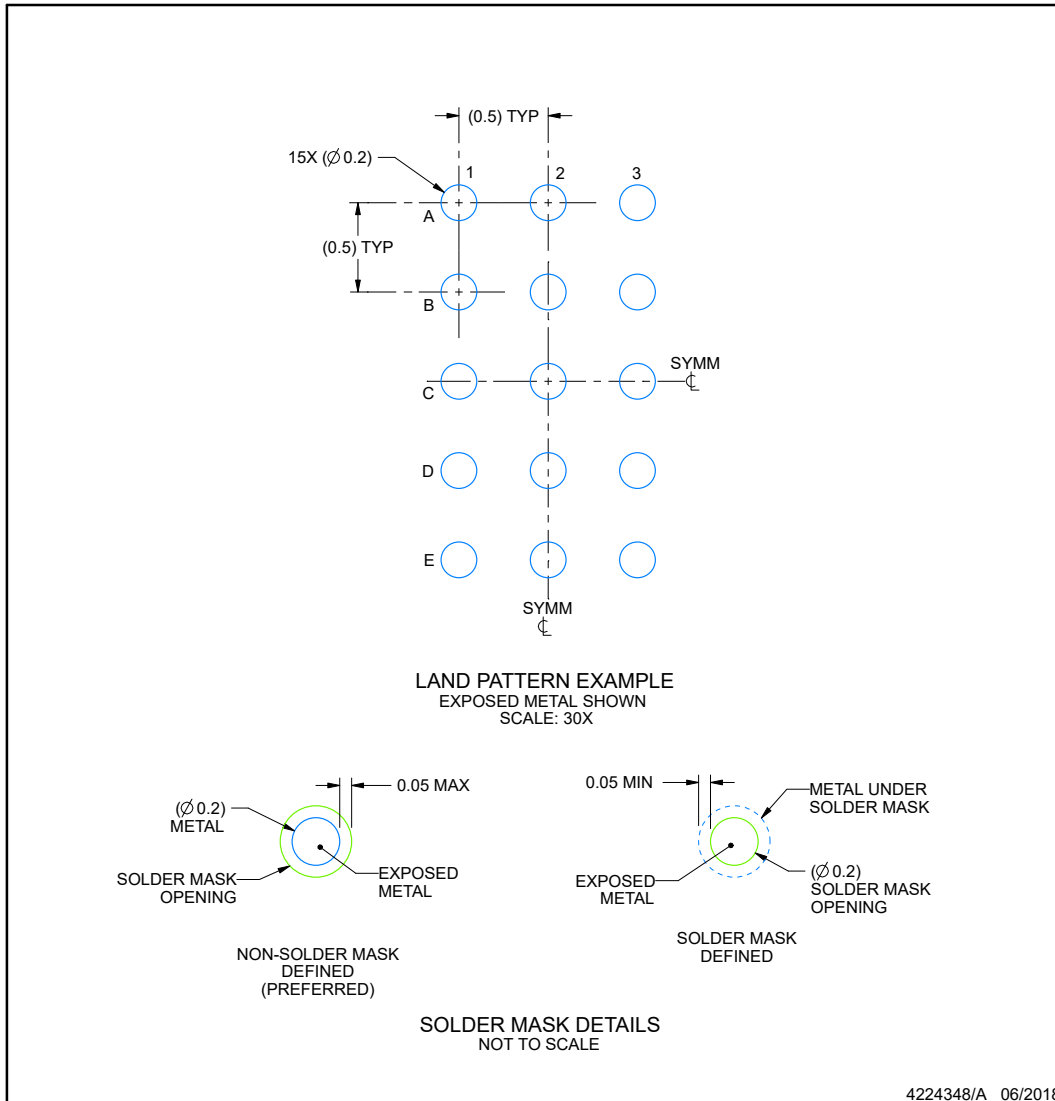 (0.5) TYP
15X (∅ 0.2)
1
2
3
A
(0.5) TYP
B
SYMM
℄
C
D
E
SYMM
℄
LAND PATTERN EXAMPLE
EXPOSED METAL SHOWN
SCALE: 30X
0.05 MAX
(∅ 0.2)
METAL
SOLDER MASK
OPENING
EXPOSED
METAL
NON-SOLDER MASK
DEFINED
(PREFERRED)
0.05 MIN
METAL UNDER
SOLDER MASK
EXPOSED
METAL
(∅ 0.2)
SOLDER MASK
OPENING
SOLDER MASK
DEFINED
SOLDER MASK DETAILS
NOT TO SCALE
4224348/A 06/2018